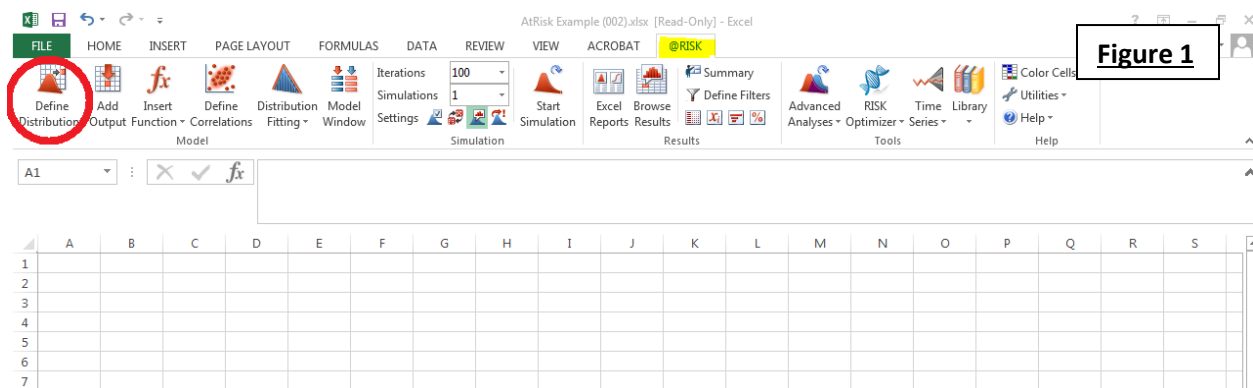 AtRisk Example (002).xlsx [Read-Only] - Excel
FILE HOME INSERT PAGE LAYOUT FORMULAS DATA REVIEW VIEW ACROBAT @RISK
Figure 1
Define Distribution
Add Output
Insert Function
Define Correlations
Distribution Fitting
Model Window
Model
Iterations 100
Simulations 1
Settings
Start Simulation
Simulation
Excel Reports
Browse Results
Summary
Define Filters
Results
Advanced Analyses
RISK Optimizer
Time Series
Library
Tools
Color Cells
Utilities
Help
Help
A1 fx
A B C D E F G H I J K L M N O P Q R S
1
2
3
4
5
6
7